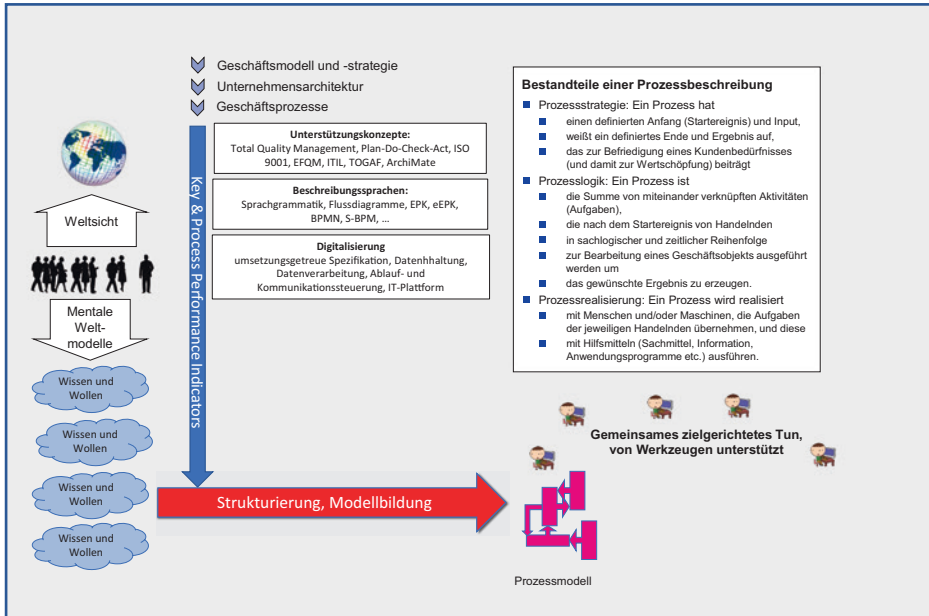 Geschäftsmodell und -strategie
Unternehmensarchitektur
Geschäftsprozesse
Key & Process Performance Indicators
Unterstützungskonzepte:
Total Quality Management, Plan-Do-Check-Act, ISO
9001, EFQM, ITIL, TOGAF, ArchiMate
Beschreibungssprachen:
Sprachgrammatik, Flussdiagramme, EPK, eEPK,
BPMN, S-BPM, ...
Digitalisierung
umsetzungsgetreue Spezifikation, Datenhhaltung,
Datenverarbeitung, Ablauf- und
Kommunikationssteuerung, IT-Plattform
Weltsicht
Mentale
Welt-
modelle
Wissen und
Wollen
Wissen und
Wollen
Wissen und
Wollen
Wissen und
Wollen
Strukturierung, Modellbildung
Bestandteile einer Prozessbeschreibung
Prozessstrategie: Ein Prozess hat
einen definierten Anfang (Startereignis) und Input,
weißt ein definiertes Ende und Ergebnis auf,
das zur Befriedigung eines Kundenbedürfnisses
(und damit zur Wertschöpfung) beiträgt
Prozesslogik: Ein Prozess ist
die Summe von miteinander verknüpften Aktivitäten
(Aufgaben),
die nach dem Startereignis von Handelnden
in sachlogischer und zeitlicher Reihenfolge
zur Bearbeitung eines Geschäftsobjekts ausgeführt
werden um
das gewünschte Ergebnis zu erzeugen.
Prozessrealisierung: Ein Prozess wird realisiert
mit Menschen und/oder Maschinen, die Aufgaben
der jeweiligen Handelnden übernehmen, und diese
mit Hilfsmitteln (Sachmittel, Information,
Anwendungsprogramme etc.) ausführen.
Gemeinsames zielgerichtetes Tun,
von Werkzeugen unterstützt
Prozessmodell